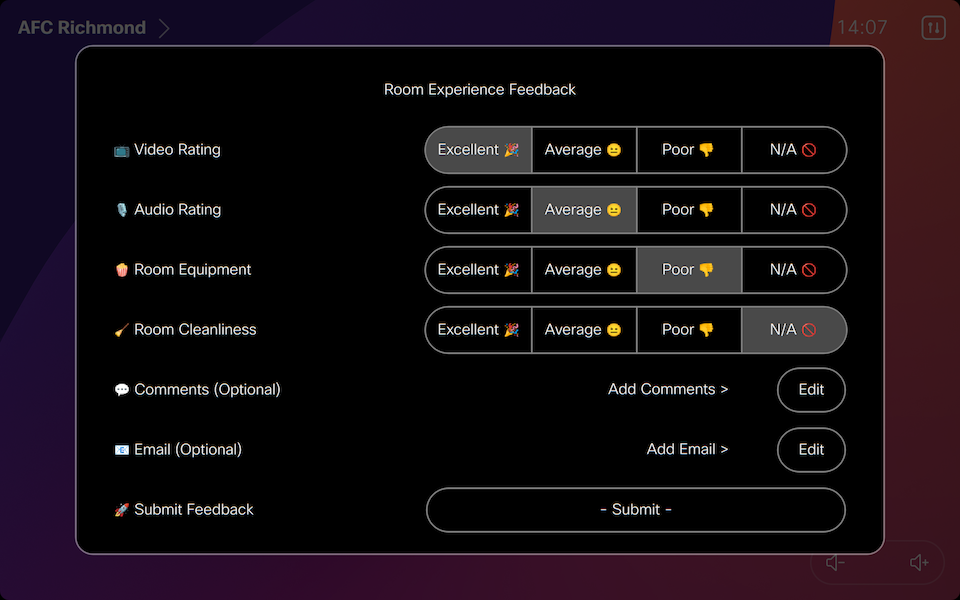 AFC Richmond
14:07
Room Experience Feedback
📺 Video Rating Excellent 🎉 Average 😐 Poor 👎 N/A 🚫
🎙️ Audio Rating Excellent 🎉 Average 😐 Poor 👎 N/A 🚫
🍿 Room Equipment Excellent 🎉 Average 😐 Poor 👎 N/A 🚫
🧹 Room Cleanliness Excellent 🎉 Average 😐 Poor 👎 N/A 🚫
💬 Comments (Optional) Add Comments > Edit
📧 Email (Optional) Add Email > Edit
🚀 Submit Feedback - Submit -